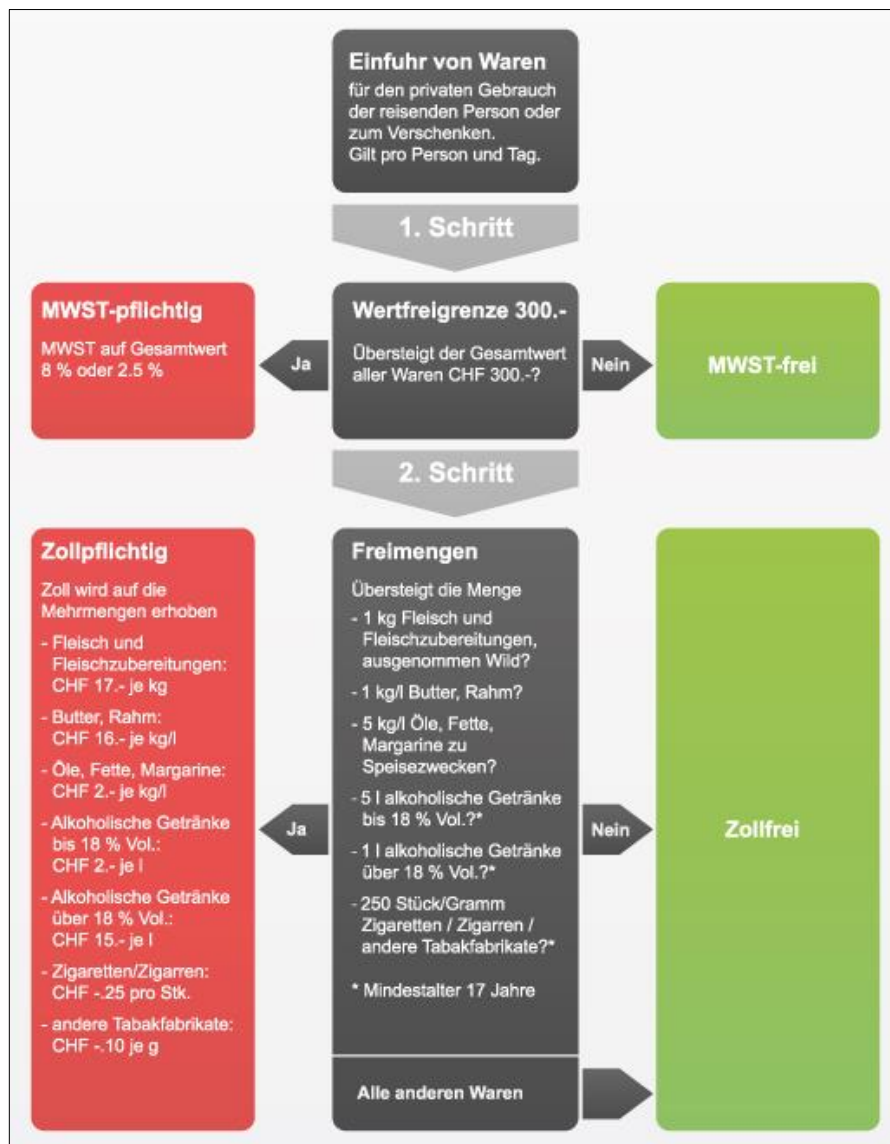 Einfuhr von Waren
für den privaten Gebrauch
der reisenden Person oder
zum Verschenken.
Gilt pro Person und Tag.
1. Schritt
MWST-pflichtig
MWST auf Gesamtwert
8 % oder 2.5 %
Ja
Wertfreigrenze 300.-
Übersteigt der Gesamtwert
aller Waren CHF 300.-?
Nein
MWST-frei
2. Schritt
Zollpflichtig
Zoll wird auf die
Mehrmengen erhoben
- Fleisch und
Fleischzubereitungen:
CHF 17.- je kg
- Butter, Rahm:
CHF 16.- je kg/l
- Öle, Fette, Margarine:
CHF 2.- je kg/l
- Alkoholische Getränke
bis 18 % Vol.:
CHF 2.- je l
- Alkoholische Getränke
über 18 % Vol.:
CHF 15.- je l
- Zigaretten/Zigarren:
CHF -.25 pro Stk.
- andere Tabakfabrikate:
CHF -.10 je g
Ja
Freimengen
Übersteigt die Menge
- 1 kg Fleisch und
Fleischzubereitungen,
ausgenommen Wild?
- 1 kg/l Butter, Rahm?
- 5 kg/l Öle, Fette,
Margarine zu
Speisezwecken?
- 5 l alkoholische Getränke
bis 18 % Vol.?*
- 1 l alkoholische Getränke
über 18 % Vol.?*
- 250 Stück/Gramm
Zigaretten / Zigarren /
andere Tabakfabrikate?*
* Mindestalter 17 Jahre
Nein
Zollfrei
Alle anderen Waren